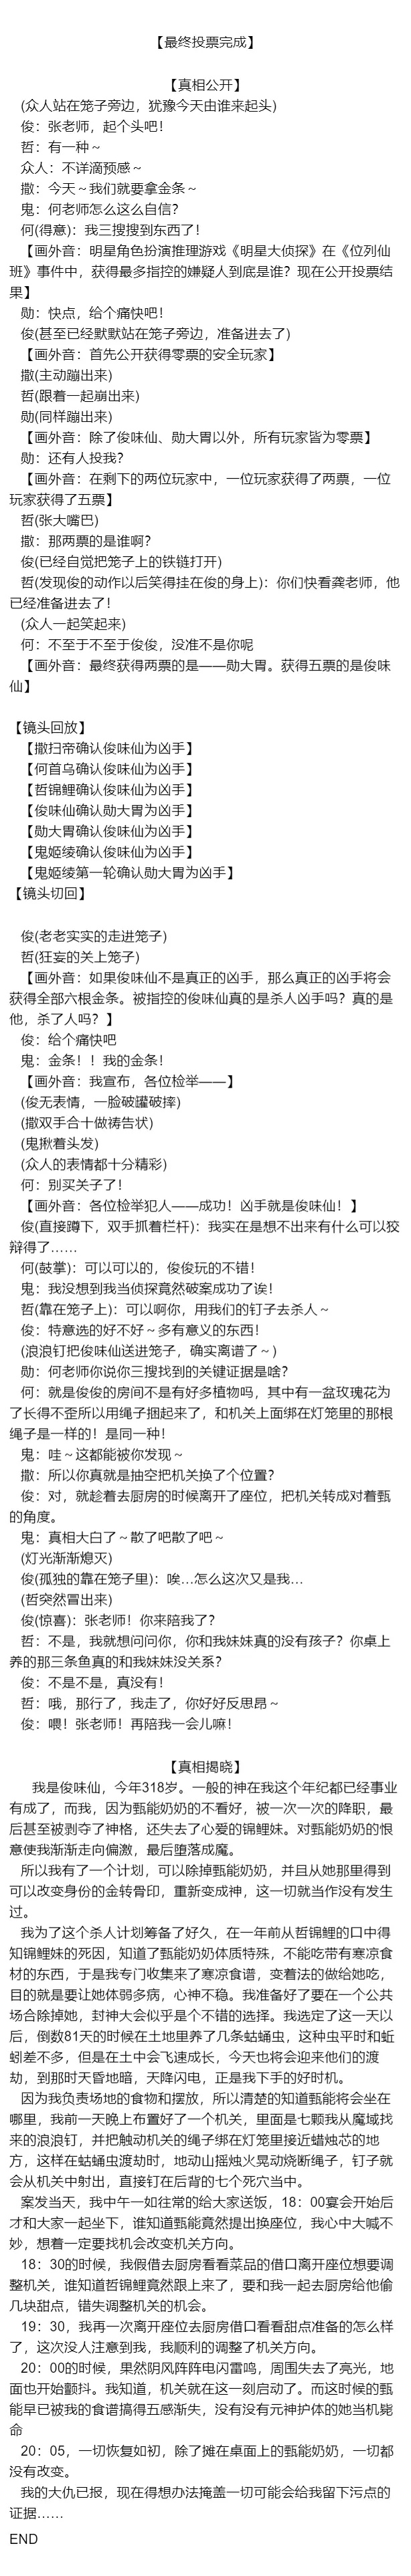 【最终投票完成】
【真相公开】
(众人站在笼子旁边，犹豫今天由谁来起头)
俊：张老师，起个头吧！
哲：有一种～
众人：不详滴预感～
撒：今天～我们就要拿金条～
鬼：何老师怎么这么自信？
何(得意)：我三搜搜到东西了！
【画外音：明星角色扮演推理游戏《明星大侦探》在《位列仙
班》事件中，获得最多指控的嫌疑人到底是谁？现在公开投票结
果】
勋：快点，给个痛快吧！
俊(甚至已经默默站在笼子旁边，准备进去了)
【画外音：首先公开获得零票的安全玩家】
撒(主动蹦出来)
哲(跟着一起崩出来)
勋(同样蹦出来)
【画外音：除了俊味仙、勋大胃以外，所有玩家皆为零票】
勋：还有人投我？
【画外音：在剩下的两位玩家中，一位玩家获得了两票，一位
玩家获得了五票】
哲(张大嘴巴)
撒：那两票的是谁啊？
俊(已经自觉把笼子上的铁链打开)
哲(发现俊的动作以后笑得挂在俊的身上)：你们快看龚老师，他
已经准备进去了！
(众人一起笑起来)
何：不至于不至于俊俊，没准不是你呢
【画外音：最终获得两票的是——勋大胃。获得五票的是俊味
仙】
【镜头回放】
【撒扫帝确认俊味仙为凶手】
【何首乌确认俊味仙为凶手】
【哲锦鲤确认俊味仙为凶手】
【俊味仙确认勋大胃为凶手】
【勋大胃确认俊味仙为凶手】
【鬼姬绫确认俊味仙为凶手】
【鬼姬绫第一轮确认勋大胃为凶手】
【镜头切回】
俊(老老实实的走进笼子)
哲(狂妄的关上笼子)
【画外音：如果俊味仙不是真正的凶手，那么真正的凶手将会
获得全部六根金条。被指控的俊味仙真的是杀人凶手吗？真的是
他，杀了人吗？】
俊：给个痛快吧
鬼：金条！！我的金条！
【画外音：我宣布，各位检举——】
(俊无表情，一脸破罐破摔)
(撒双手合十做祷告状)
(鬼揪着头发)
(众人的表情都十分精彩)
何：别买关子了！
【画外音：各位检举犯人——成功！凶手就是俊味仙！】
俊(直接蹲下，双手抓着栏杆)：我实在是想不出来有什么可以狡
辩得了……
何(鼓掌)：可以可以的，俊俊玩的不错！
鬼：我没想到我当侦探竟然破案成功了诶！
哲(靠在笼子上)：可以啊你，用我们的钉子去杀人～
俊：特意选的好不好～多有意义的东西！
(浪浪钉把俊味仙送进笼子，确实离谱了～)
勋：何老师你说你三搜找到的关键证据是啥？
何：就是俊俊的房间不是有好多植物吗，其中有一盆玫瑰花为
了长得不歪所以用绳子捆起来了，和机关上面绑在灯笼里的那根
绳子是一样的！是同一种！
鬼：哇～这都能被你发现～
撒：所以你真就是抽空把机关换了个位置？
俊：对，就趁着去厨房的时候离开了座位，把机关转成对着甄
的角度。
鬼：真相大白了～散了吧散了吧～
(灯光渐渐熄灭)
俊(孤独的靠在笼子里)：唉…怎么这次又是我…
(哲突然冒出来)
俊(惊喜)：张老师！你来陪我了？
哲：不是，我就想问问你，你和我妹妹真的没有孩子？你桌上
养的那三条鱼真的和我妹妹没关系？
俊：不是不是，真没有！
哲：哦，那行了，我走了，你好好反思昂～
俊：喂！张老师！再陪我一会儿嘛！
【真相揭晓】
我是俊味仙，今年318岁。一般的神在我这个年纪都已经事业
有成了，而我，因为甄能奶奶的不看好，被一次一次的降职，最
后甚至被剥夺了神格，还失去了心爱的锦鲤妹。对甄能奶奶的恨
意使我渐渐走向偏激，最后堕落成魔。
所以我有了一个计划，可以除掉甄能奶奶，并且从她那里得到
可以改变身份的金转骨印，重新变成神，这一切就当作没有发生
过。
我为了这个杀人计划筹备了好久，在一年前从哲锦鲤的口中得
知锦鲤妹的死因，知道了甄能奶奶体质特殊，不能吃带有寒凉食
材的东西，于是我专门收集来了寒凉食谱，变着法的做给她吃，
目的就是要让她体弱多病，心神不稳。我准备好了要在一个公共
场合除掉她，封神大会似乎是个不错的选择。我选定了这一天以
后，倒数81天的时候在土地里养了几条蛄蛹虫，这种虫平时和蚯
蚓差不多，但是在土中会飞速成长，今天也将会迎来他们的渡
劫，到那时天昏地暗，天降闪电，正是我下手的好时机。
因为我负责场地的食物和摆放，所以清楚的知道甄能将会坐在
哪里，我前一天晚上布置好了一个机关，里面是七颗我从魔域找
来的浪浪钉，并把触动机关的绳子绑在灯笼里接近蜡烛芯的地
方，这样在蛄蛹虫渡劫时，地动山摇烛火晃动烧断绳子，钉子就
会从机关中射出，直接钉在后背的七个死穴当中。
案发当天，我中午一如往常的给大家送饭，18：00宴会开始后
才和大家一起坐下，谁知道甄能竟然提出换座位，我心中大喊不
妙，想着一定要找机会改变机关方向。
18：30的时候，我假借去厨房看看菜品的借口离开座位想要调
整机关，谁知道哲锦鲤竟然跟上来了，要和我一起去厨房给他偷
几块甜点，错失调整机关的机会。
19：30，我再一次离开座位去厨房借口看看甜点准备的怎么样
了，这次没人注意到我，我顺利的调整了机关方向。
20：00的时候，果然阴风阵阵电闪雷鸣，周围失去了亮光，地
面也开始颤抖。我知道，机关就在这一刻启动了。而这时候的甄
能早已被我的食谱搞得五感渐失，没有没有元神护体的她当机毙
命
20：05，一切恢复如初，除了摊在桌面上的甄能奶奶，一切都
没有改变。
我的大仇已报，现在得想办法掩盖一切可能会给我留下污点的
证据……
END